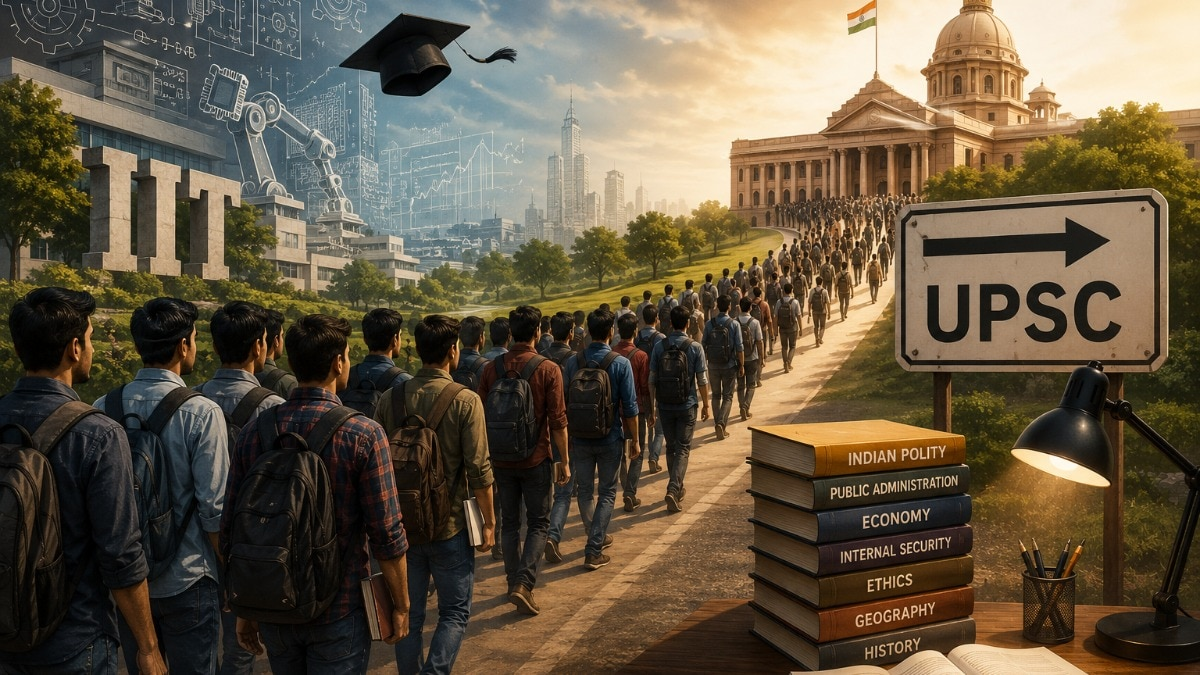 IIT
UPSC
INDIAN POLITY
PUBLIC ADMINISTRATION
ECONOMY
INTERNAL SECURITY
ETHICS
GEOGRAPHY
HISTORY